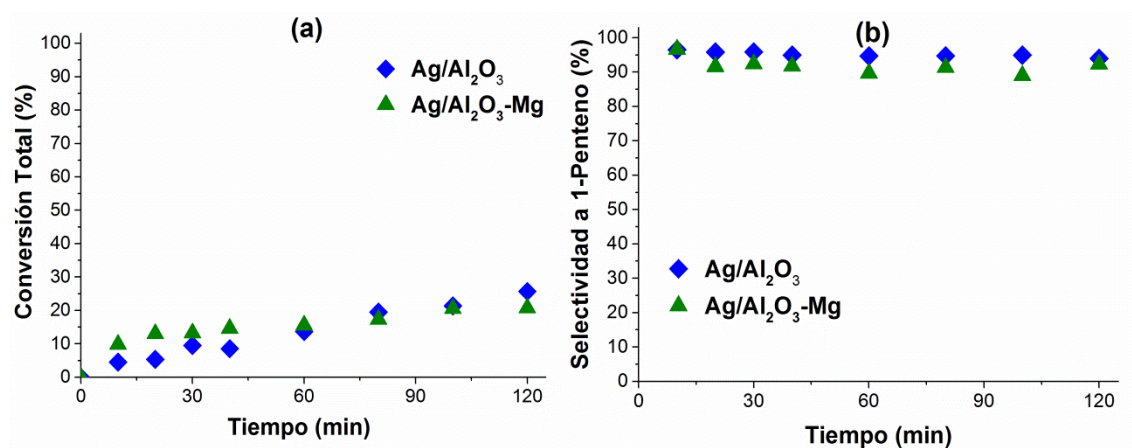 (a)
Conversión Total (%)
100
90
80
70
60
50
40
30
20
10
0
Ag/Al₂O₃
Ag/Al₂O₃-Mg
0 30 60 90 120
Tiempo (min)
(b)
Selectividad a 1-Penteno (%)
100
90
80
70
60
50
40
30
20
10
0
Ag/Al₂O₃
Ag/Al₂O₃-Mg
0 30 60 90 120
Tiempo (min)